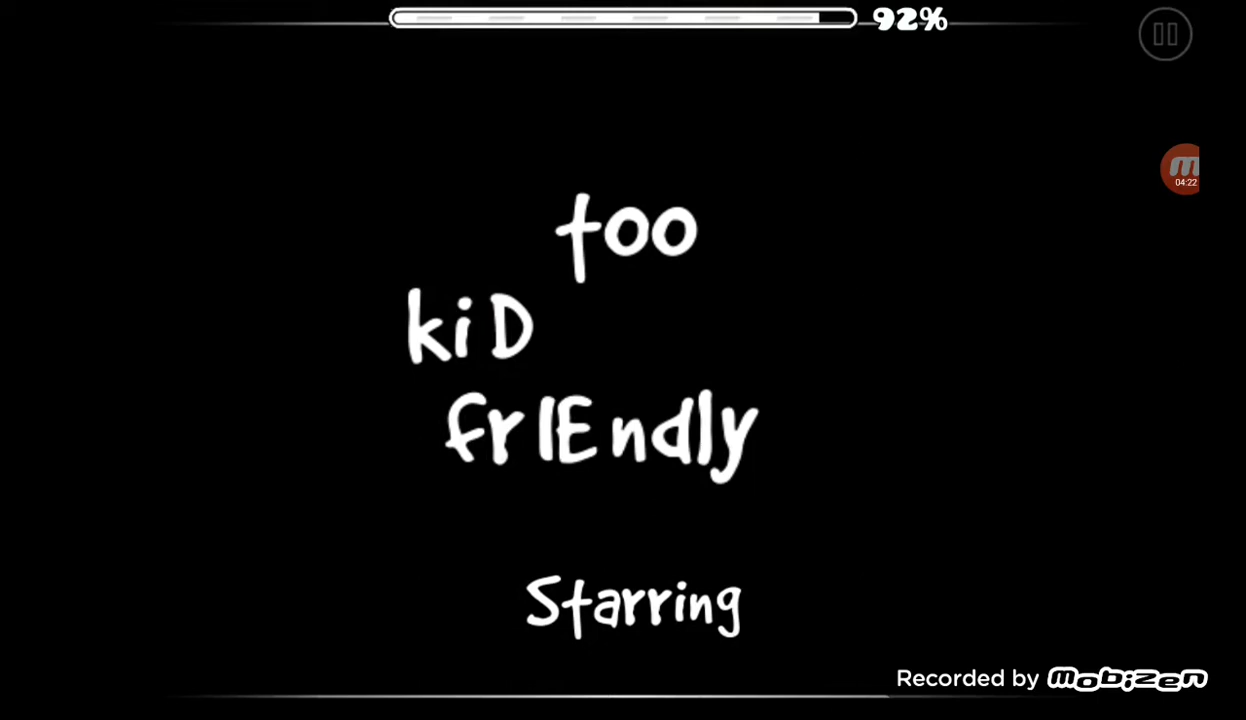 92%
04:22
too
kiD
frIEndly
Starring
Recorded by mobizen